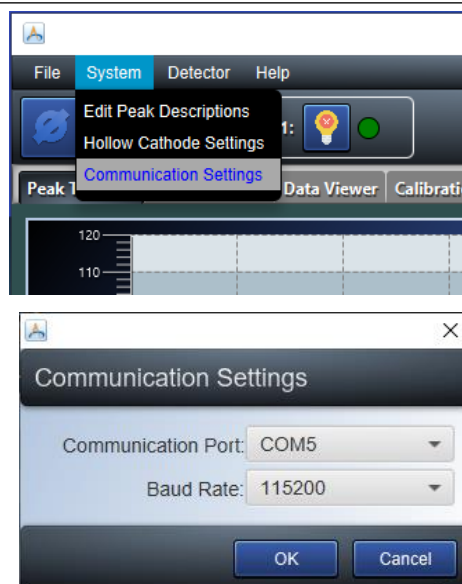 File System Detector Help
Edit Peak Descriptions
1:
Hollow Cathode Settings
Communication Settings
Peak Data Viewer
120
110
Communication Settings
Communication Port: COM5
Baud Rate: 115200
OK Cancel